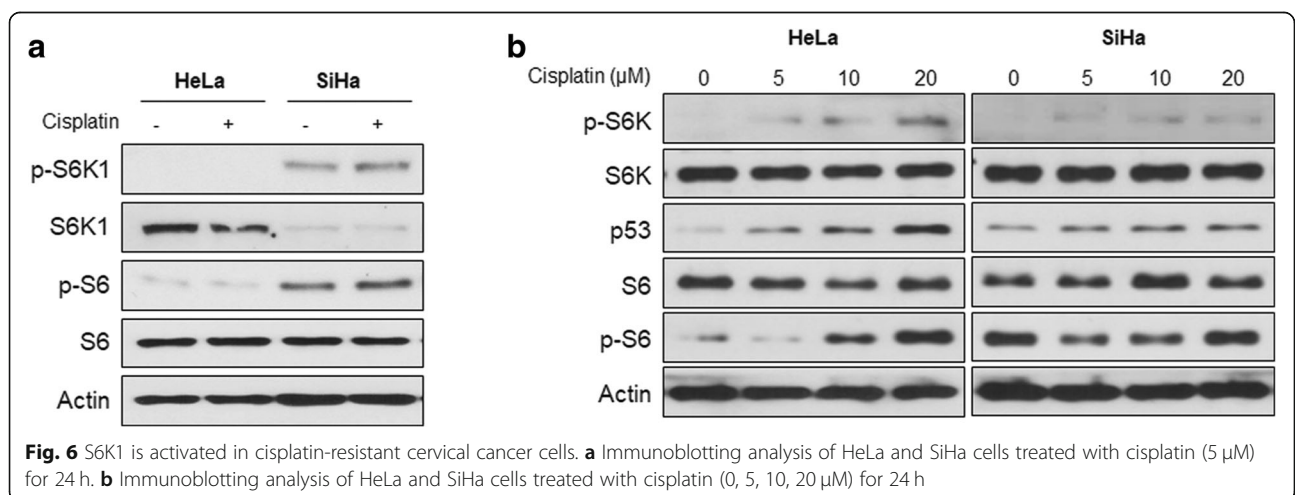 a
HeLa SiHa
Cisplatin - + - +
p-S6K1
S6K1
p-S6
S6
Actin
b
HeLa SiHa
Cisplatin (μM) 0 5 10 20 0 5 10 20
p-S6K
S6K
p53
S6
p-S6
Actin
Fig. 6 S6K1 is activated in cisplatin-resistant cervical cancer cells. a Immunoblotting analysis of HeLa and SiHa cells treated with cisplatin (5 μM)
for 24 h. b Immunoblotting analysis of HeLa and SiHa cells treated with cisplatin (0, 5, 10, 20 μM) for 24 h